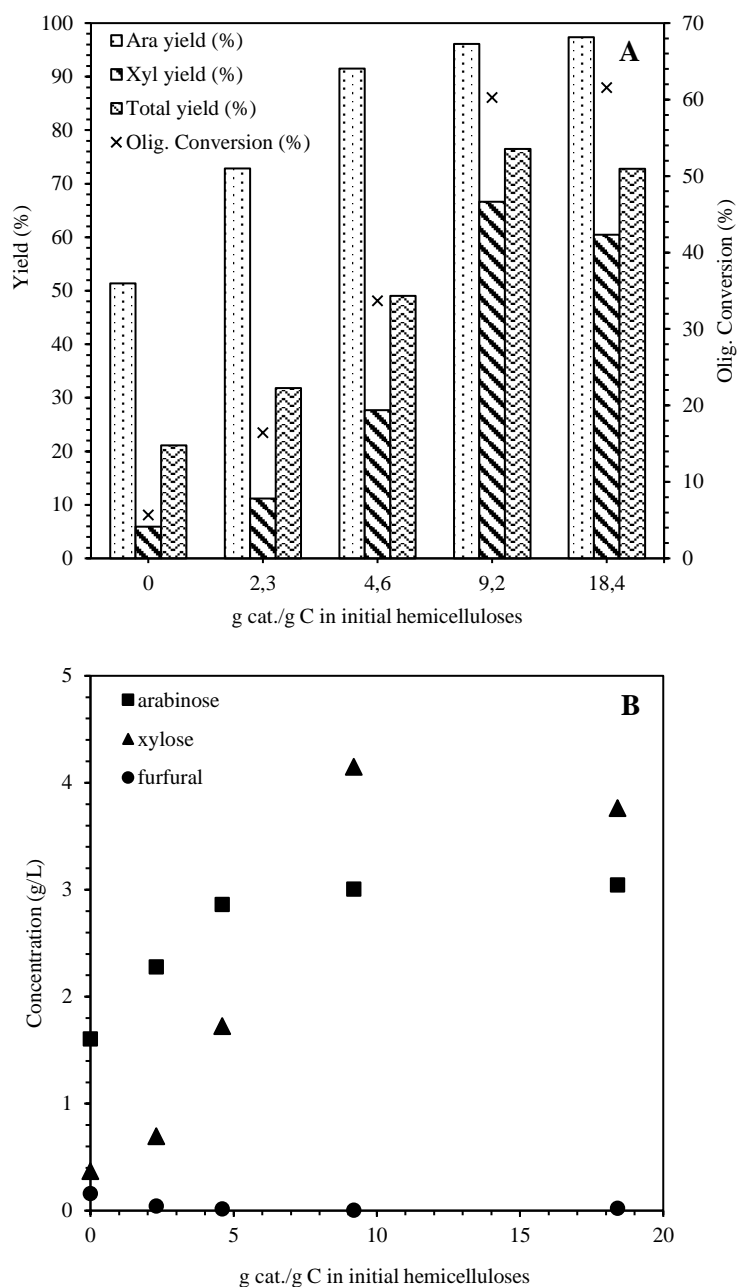 A
Ara yield (%)
Xyl yield (%)
Total yield (%)
Olig. Conversion (%)
Yield (%)
100
90
80
70
60
50
40
30
20
10
0
Olig. Conversion (%)
70
60
50
40
30
20
10
0
0 2,3 4,6 9,2 18,4
g cat./g C in initial hemicelluloses
B
arabinose
xylose
furfural
Concentration (g/L)
5
4
3
2
1
0
0 5 10 15 20
g cat./g C in initial hemicelluloses